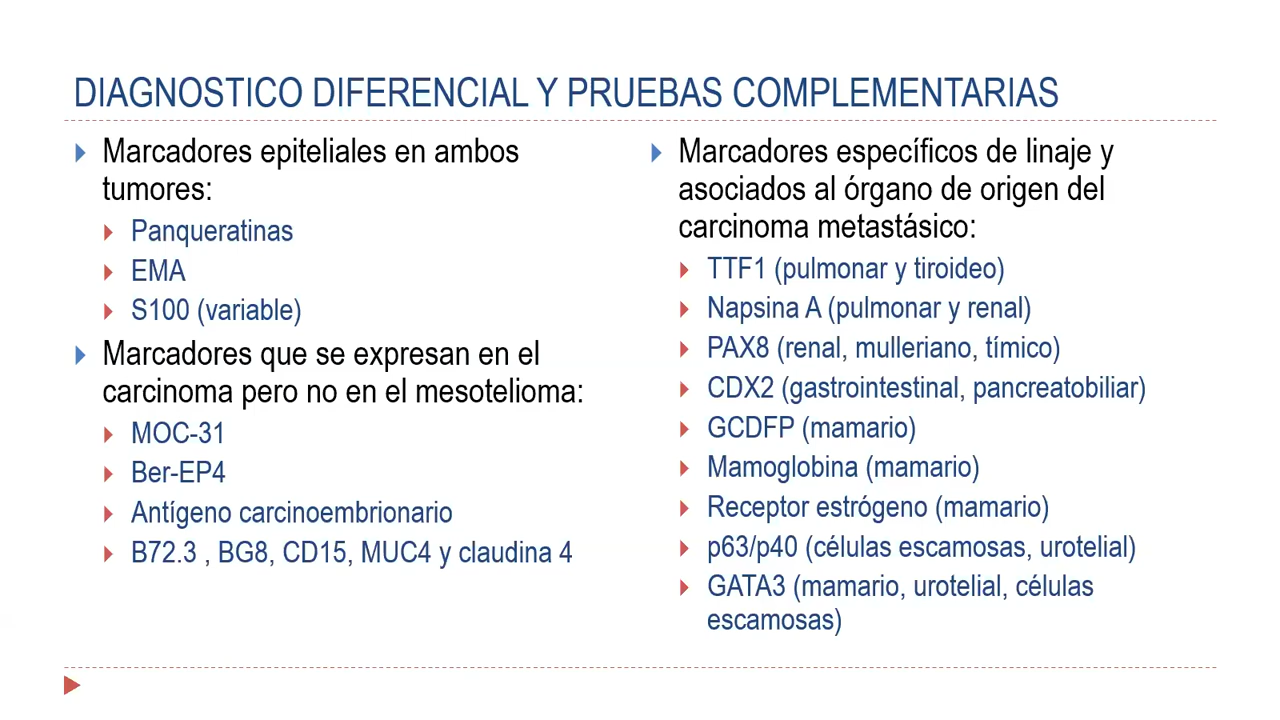 DIAGNOSTICO DIFERENCIAL Y PRUEBAS COMPLEMENTARIAS
Marcadores epiteliales en ambos
tumores:
Panqueratinas
EMA
S100 (variable)
Marcadores que se expresan en el
carcinoma pero no en el mesotelioma:
MOC-31
Ber-EP4
Antígeno carcinoembrionario
B72.3 , BG8, CD15, MUC4 y claudina 4
Marcadores específicos de linaje y
asociados al órgano de origen del
carcinoma metastásico:
TTF1 (pulmonar y tiroideo)
Napsina A (pulmonar y renal)
PAX8 (renal, mulleriano, tímico)
CDX2 (gastrointestinal, pancreatobiliar)
GCDFP (mamario)
Mamoglobina (mamario)
Receptor estrógeno (mamario)
p63/p40 (células escamosas, urotelial)
GATA3 (mamario, urotelial, células
escamosas)